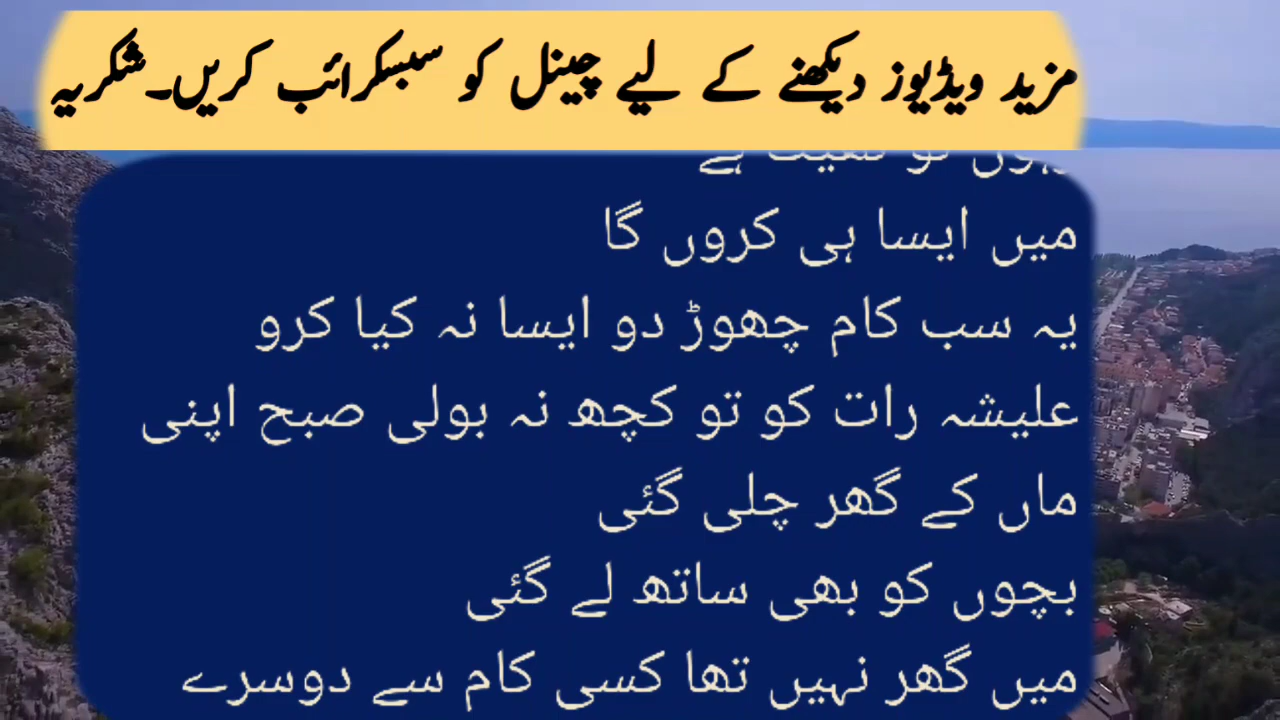 مزید ویڈیوز دیکھنے کے لیے چینل کو سبسکرائب کریں۔شکریہ
میں ایسا ہی کروں گا
یہ سب کام چھوڑ دو ایسا نہ کیا کرو
علیشہ رات کو تو کچھ نہ بولی صبح اپنی
ماں کے گھر چلی گئی
بچوں کو بھی ساتھ لے گئی
میں گھر نہیں تھا کسی کام سے دوسرے